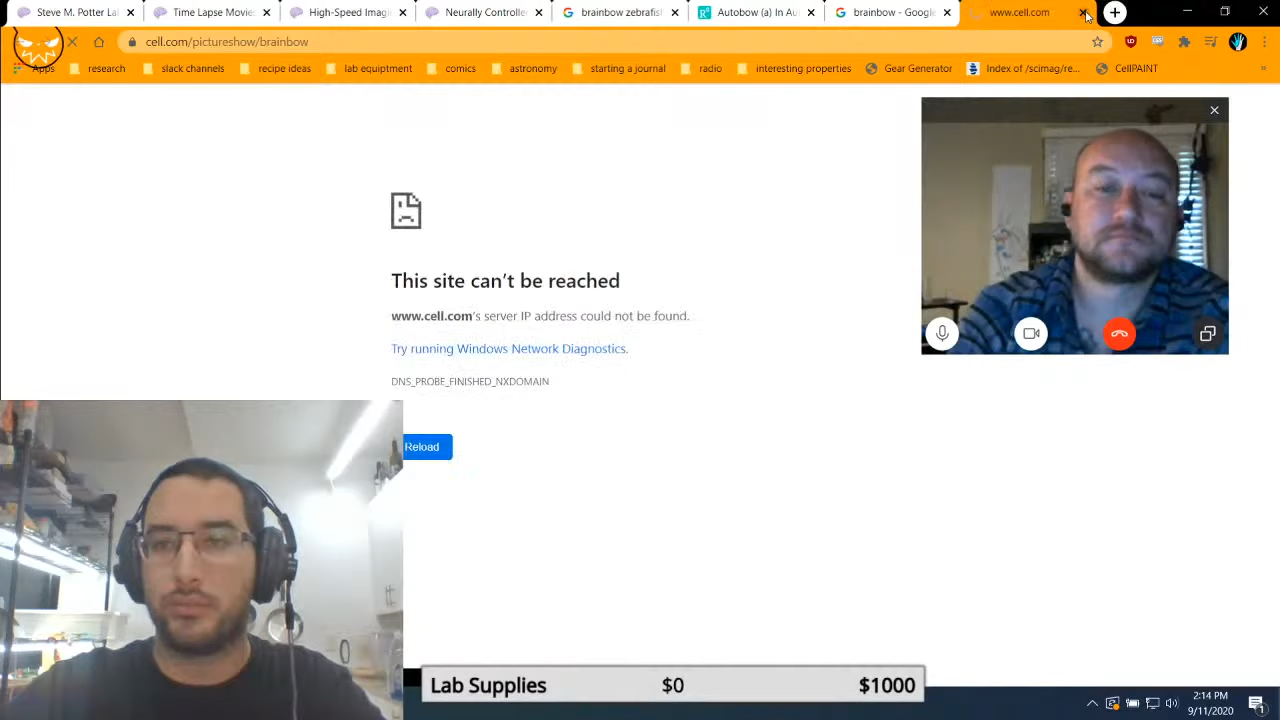 Steve M. Potter La
Time Lapse Movie
High-Speed Imagi
Neurally Controlle
brainbow zebrafis
Autobow (a) In Au
brainbow - Google
www.cell.com
cell.com/pictureshow/brainbow
Apps
research
slack channels
recipe ideas
lab equiptment
comics
astronomy
starting a journal
radio
interesting properties
Gear Generator
Index of /scimag/re...
CellPAINT
This site can't be reached
www.cell.com's server IP address could not be found.
Try running Windows Network Diagnostics.
DNS_PROBE_FINISHED_NXDOMAIN
Reload
Lab Supplies $0 $1000
2:14 PM
9/11/2020